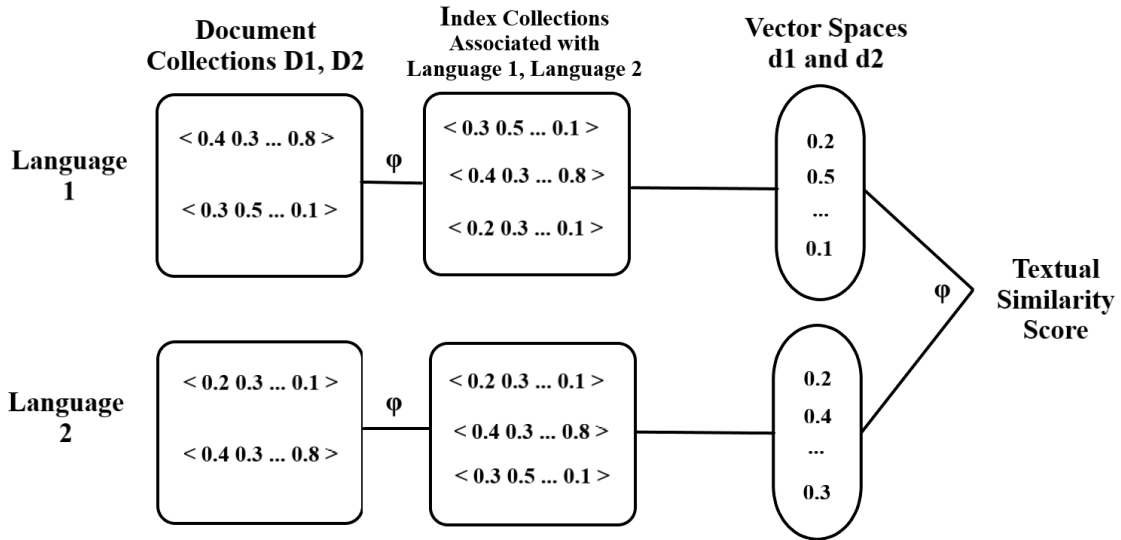 Document
Collections D1, D2
Index Collections
Associated with
Language 1, Language 2
Vector Spaces
d1 and d2
Language
1
< 0.4 0.3 ... 0.8 >
< 0.3 0.5 ... 0.1 >
φ
< 0.3 0.5 ... 0.1 >
< 0.4 0.3 ... 0.8 >
< 0.2 0.3 ... 0.1 >
0.2
0.5
...
0.1
φ
Textual
Similarity
Score
Language
2
< 0.2 0.3 ... 0.1 >
< 0.4 0.3 ... 0.8 >
φ
< 0.2 0.3 ... 0.1 >
< 0.4 0.3 ... 0.8 >
< 0.3 0.5 ... 0.1 >
0.2
0.4
...
0.3